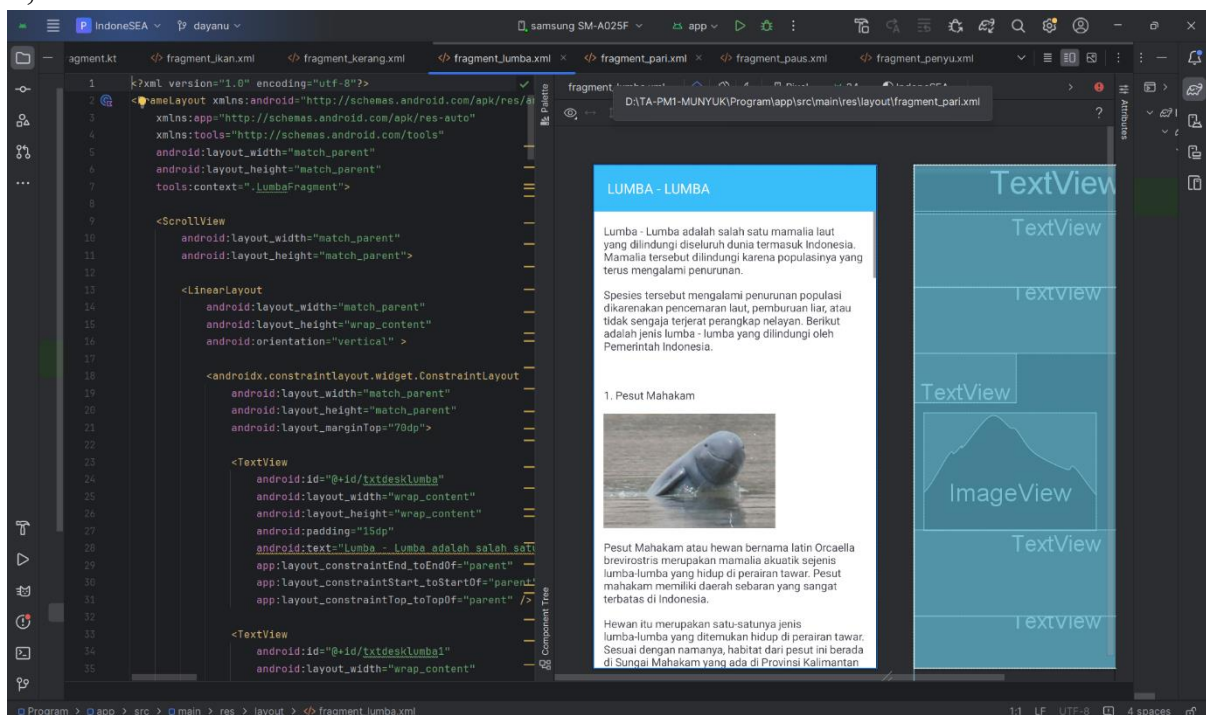 IndoneSEA dayanu samsung SM-A025F app
agment.kt fragment_ikan.xml fragment_kerang.xml fragment_lumba.xml fragment_pari.xml fragment_paus.xml fragment_penyu.xml
1 <?xml version="1.0" encoding="utf-8"?>
2 xmlns:android="http://schemas.android.com/apk/res/
3 xmlns:app="http://schemas.android.com/apk/res-auto"
4 xmlns:tools="http://schemas.android.com/tools"
5 android:layout_width="match_parent"
6 android:layout_height="match_parent"
7 tools:context=".LumbaFragment">
8
9 <ScrollView
10 android:layout_width="match_parent"
11 android:layout_height="match_parent">
12
13 <LinearLayout
14 android:layout_width="match_parent"
15 android:layout_height="wrap_content"
16 android:orientation="vertical" >
17
18 <androidx.constraintlayout.widget.ConstraintLayout
19 android:layout_width="match_parent"
20 android:layout_height="match_parent"
21 android:layout_marginTop="70dp">
22
23 <TextView
24 android:id="@+id/txtdesklumba"
25 android:layout_width="wrap_content"
26 android:layout_height="wrap_content"
27 android:padding="15dp"
28 android:text="Lumba - Lumba adalah salah satu
29 app:layout_constraintEnd_toEndOf="parent"
30 app:layout_constraintStart_toStartOf="parent"
31 app:layout_constraintTop_toTopOf="parent" />
32
33 <TextView
34 android:id="@+id/txtdesklumba1"
35 android:layout_width="wrap_content"
Palette
Component Tree
D:\TA-PM1-MUNYUK\Program\app\src\main\res\layout\fragment_pari.xml
Attributes
LUMBA - LUMBA
Lumba - Lumba adalah salah satu mamalia laut
yang dilindungi diseluruh dunia termasuk Indonesia.
Mamalia tersebut dilindungi karena populasinya yang
terus mengalami penurunan.
Spesies tersebut mengalami penurunan populasi
dikarenakan pencemaran laut, pemburuan liar, atau
tidak sengaja terjerat perangkap nelayan. Berikut
adalah jenis lumba - lumba yang dilindungi oleh
Pemerintah Indonesia.
1. Pesut Mahakam
Pesut Mahakam atau hewan bernama latin Orcaella
brevirostris merupakan mamalia akuatik sejenis
lumba-lumba yang hidup di perairan tawar. Pesut
mahakam memiliki daerah sebaran yang sangat
terbatas di Indonesia.
Hewan itu merupakan satu-satunya jenis
lumba-lumba yang ditemukan hidup di perairan tawar.
Sesuai dengan namanya, habitat dari pesut ini berada
di Sungai Mahakam yang ada di Provinsi Kalimantan
TextView
TextView
TextView
TextView
ImageView
TextView
TextView
Program > app > src > main > res > layout > fragment_lumba.xml
1:1 LF UTF-8 4 spaces